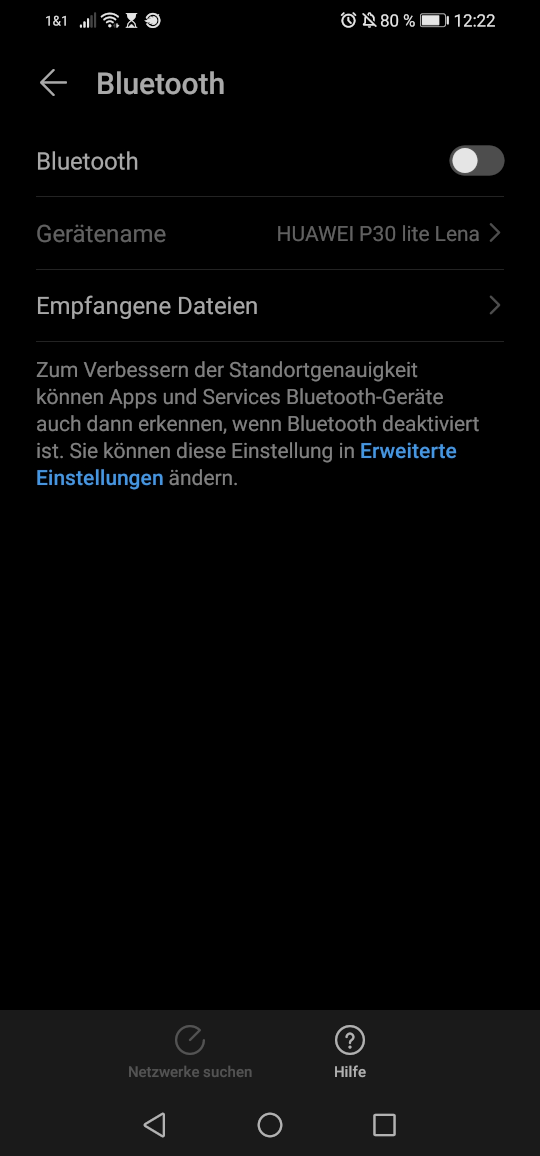 1&1 80 % 12:22
Bluetooth
Bluetooth
Gerätename HUAWEI P30 lite Lena
Empfangene Dateien
Zum Verbessern der Standortgenauigkeit
können Apps und Services Bluetooth-Geräte
auch dann erkennen, wenn Bluetooth deaktiviert
ist. Sie können diese Einstellung in Erweiterte
Einstellungen ändern.
Netzwerke suchen Hilfe